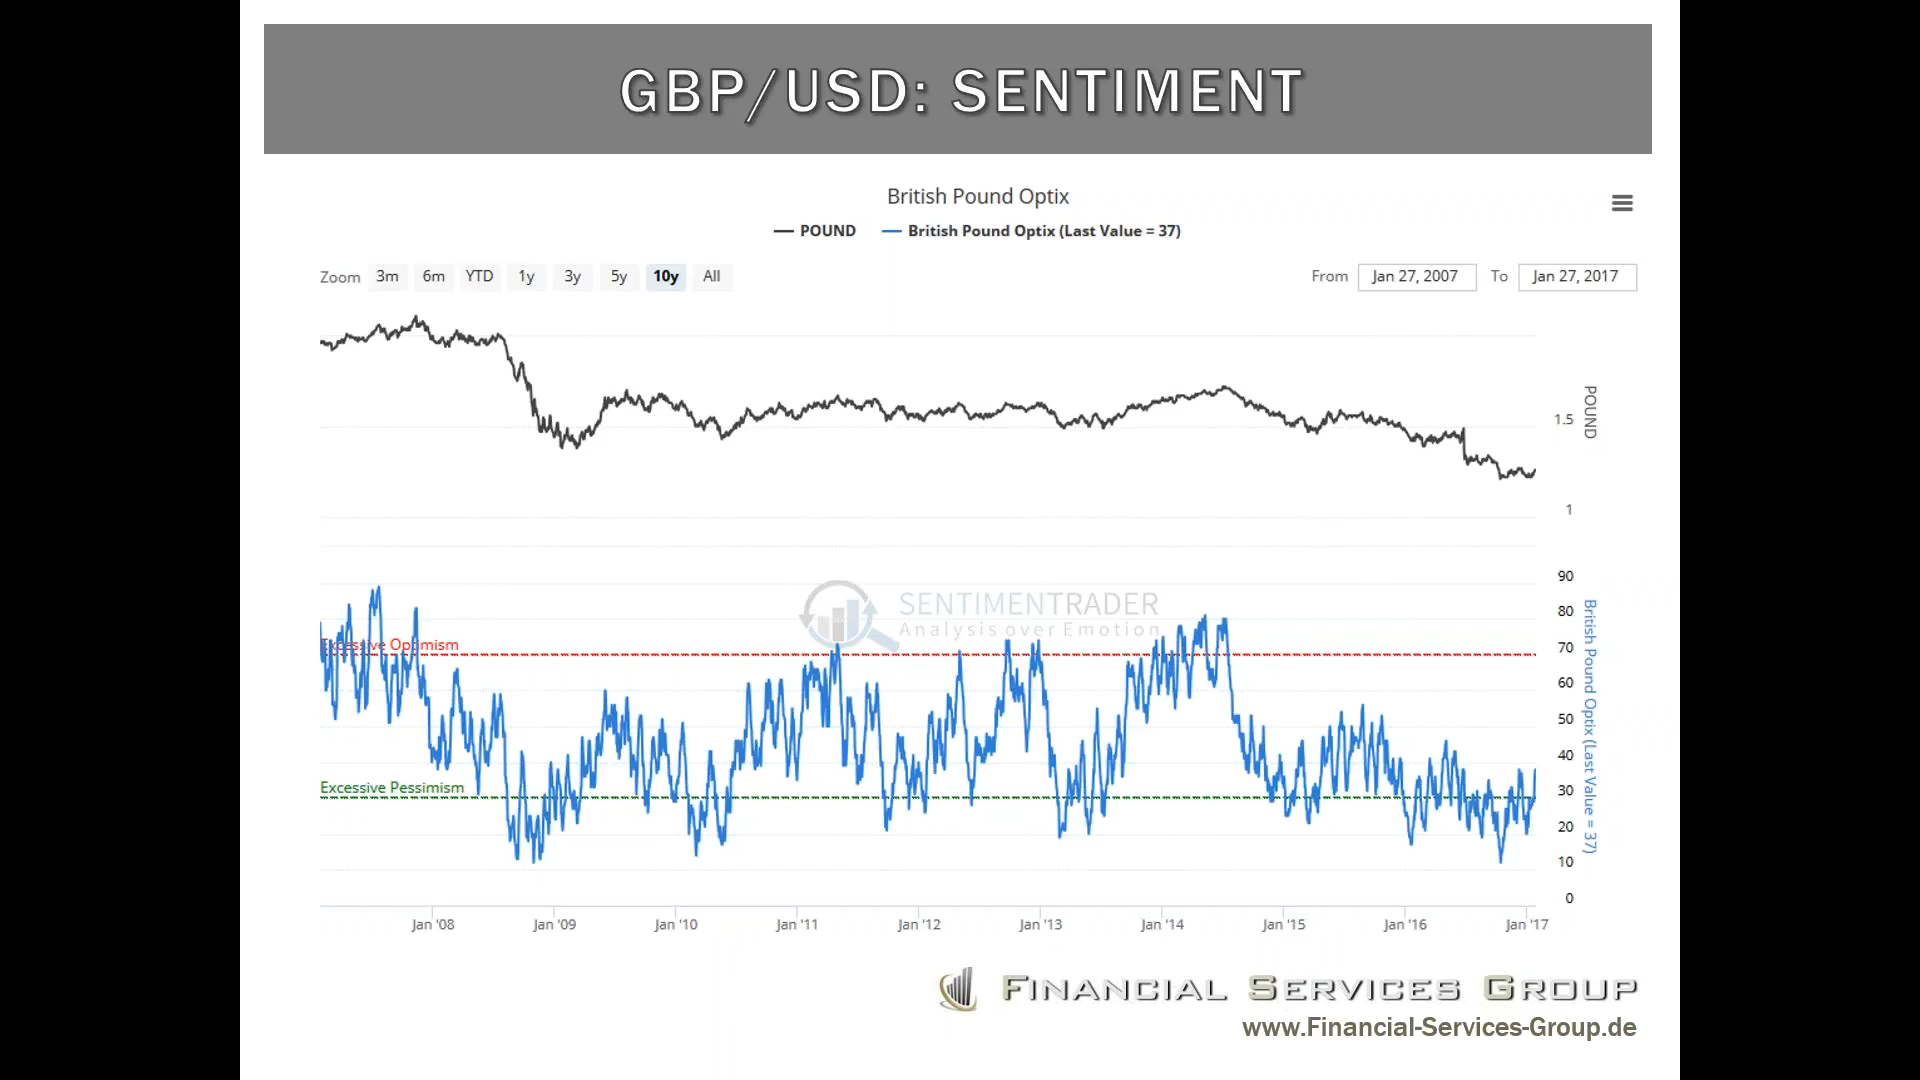 GBP/USD: SENTIMENT
British Pound Optix
POUND British Pound Optix (Last Value = 37)
Zoom 3m 6m YTD 1y 3y 5y 10y All From Jan 27, 2007 To Jan 27, 2017
POUND
1.5
1
SENTIMENTRADER
Analysis over Emotion
90
80
70
60
50
40
30
20
10
0
British Pound Optix (Last Value = 37)
Excessive Optimism
Excessive Pessimism
Jan '08 Jan '09 Jan '10 Jan '11 Jan '12 Jan '13 Jan '14 Jan '15 Jan '16 Jan '17
FINANCIAL SERVICES GROUP
www.Financial-Services-Group.de